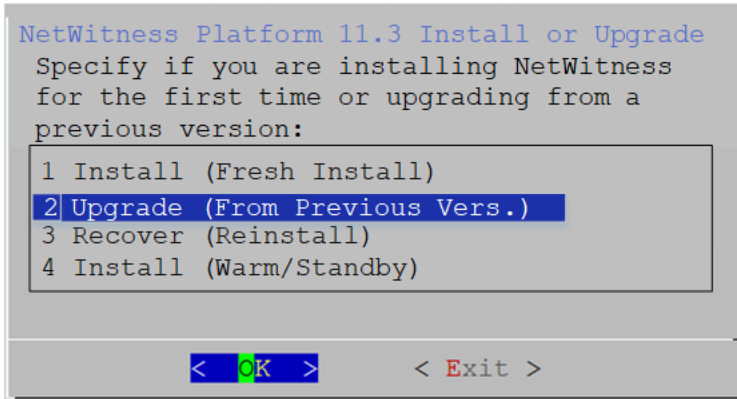 NetWitness Platform 11.3 Install or Upgrade
Specify if you are installing NetWitness
for the first time or upgrading from a
previous version:
1 Install (Fresh Install)
2 Upgrade (From Previous Vers.)
3 Recover (Reinstall)
4 Install (Warm/Standby)
< OK > < Exit >